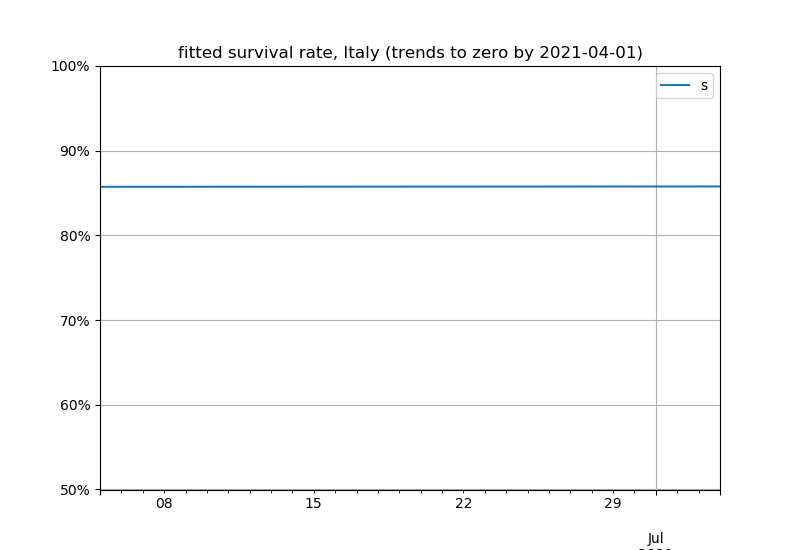 fitted survival rate, Italy (trends to zero by 2021-04-01)
100%
s
90%
80%
70%
60%
50%
08 15 22 29
Jul